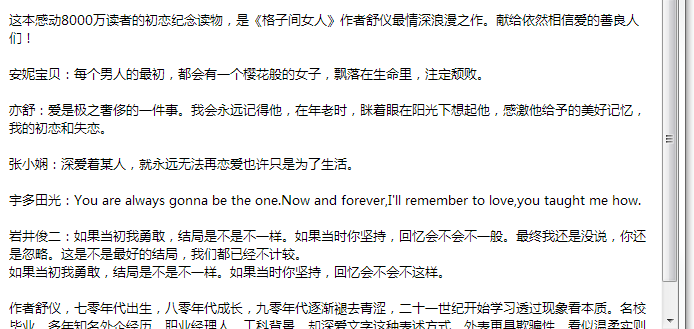 这本感动8000万读者的初恋纪念读物，是《格子间女人》作者舒仪最情深浪漫之作。献给依然相信爱的善良人
们！
安妮宝贝：每个男人的最初，都会有一个樱花般的女子，飘落在生命里，注定颓败。
亦舒：爱是极之奢侈的一件事。我会永远记得他，在年老时，眯着眼在阳光下想起他，感激他给予的美好记忆，
我的初恋和失恋。
张小娴：深爱着某人，就永远无法再恋爱也许只是为了生活。
宇多田光：You are always gonna be the one.Now and forever,I'll remember to love,you taught me how.
岩井俊二：如果当初我勇敢，结局是不是不一样。如果当时你坚持，回忆会不会不一般。最终我还是没说，你还
是忽略。这是不是最好的结局，我们都已经不计较。
如果当初我勇敢，结局是不是不一样。如果当时你坚持，回忆会不会不这样。
作者舒仪，七零年代出生，八零年代成长，九零年代逐渐褪去青涩，二十一世纪开始学习透过现象看本质。名校
毕业，多年知名外企经历，职业经理人，工科背景，却深爱文字这种表述方式，外表更具欺骗性，看似温柔实则